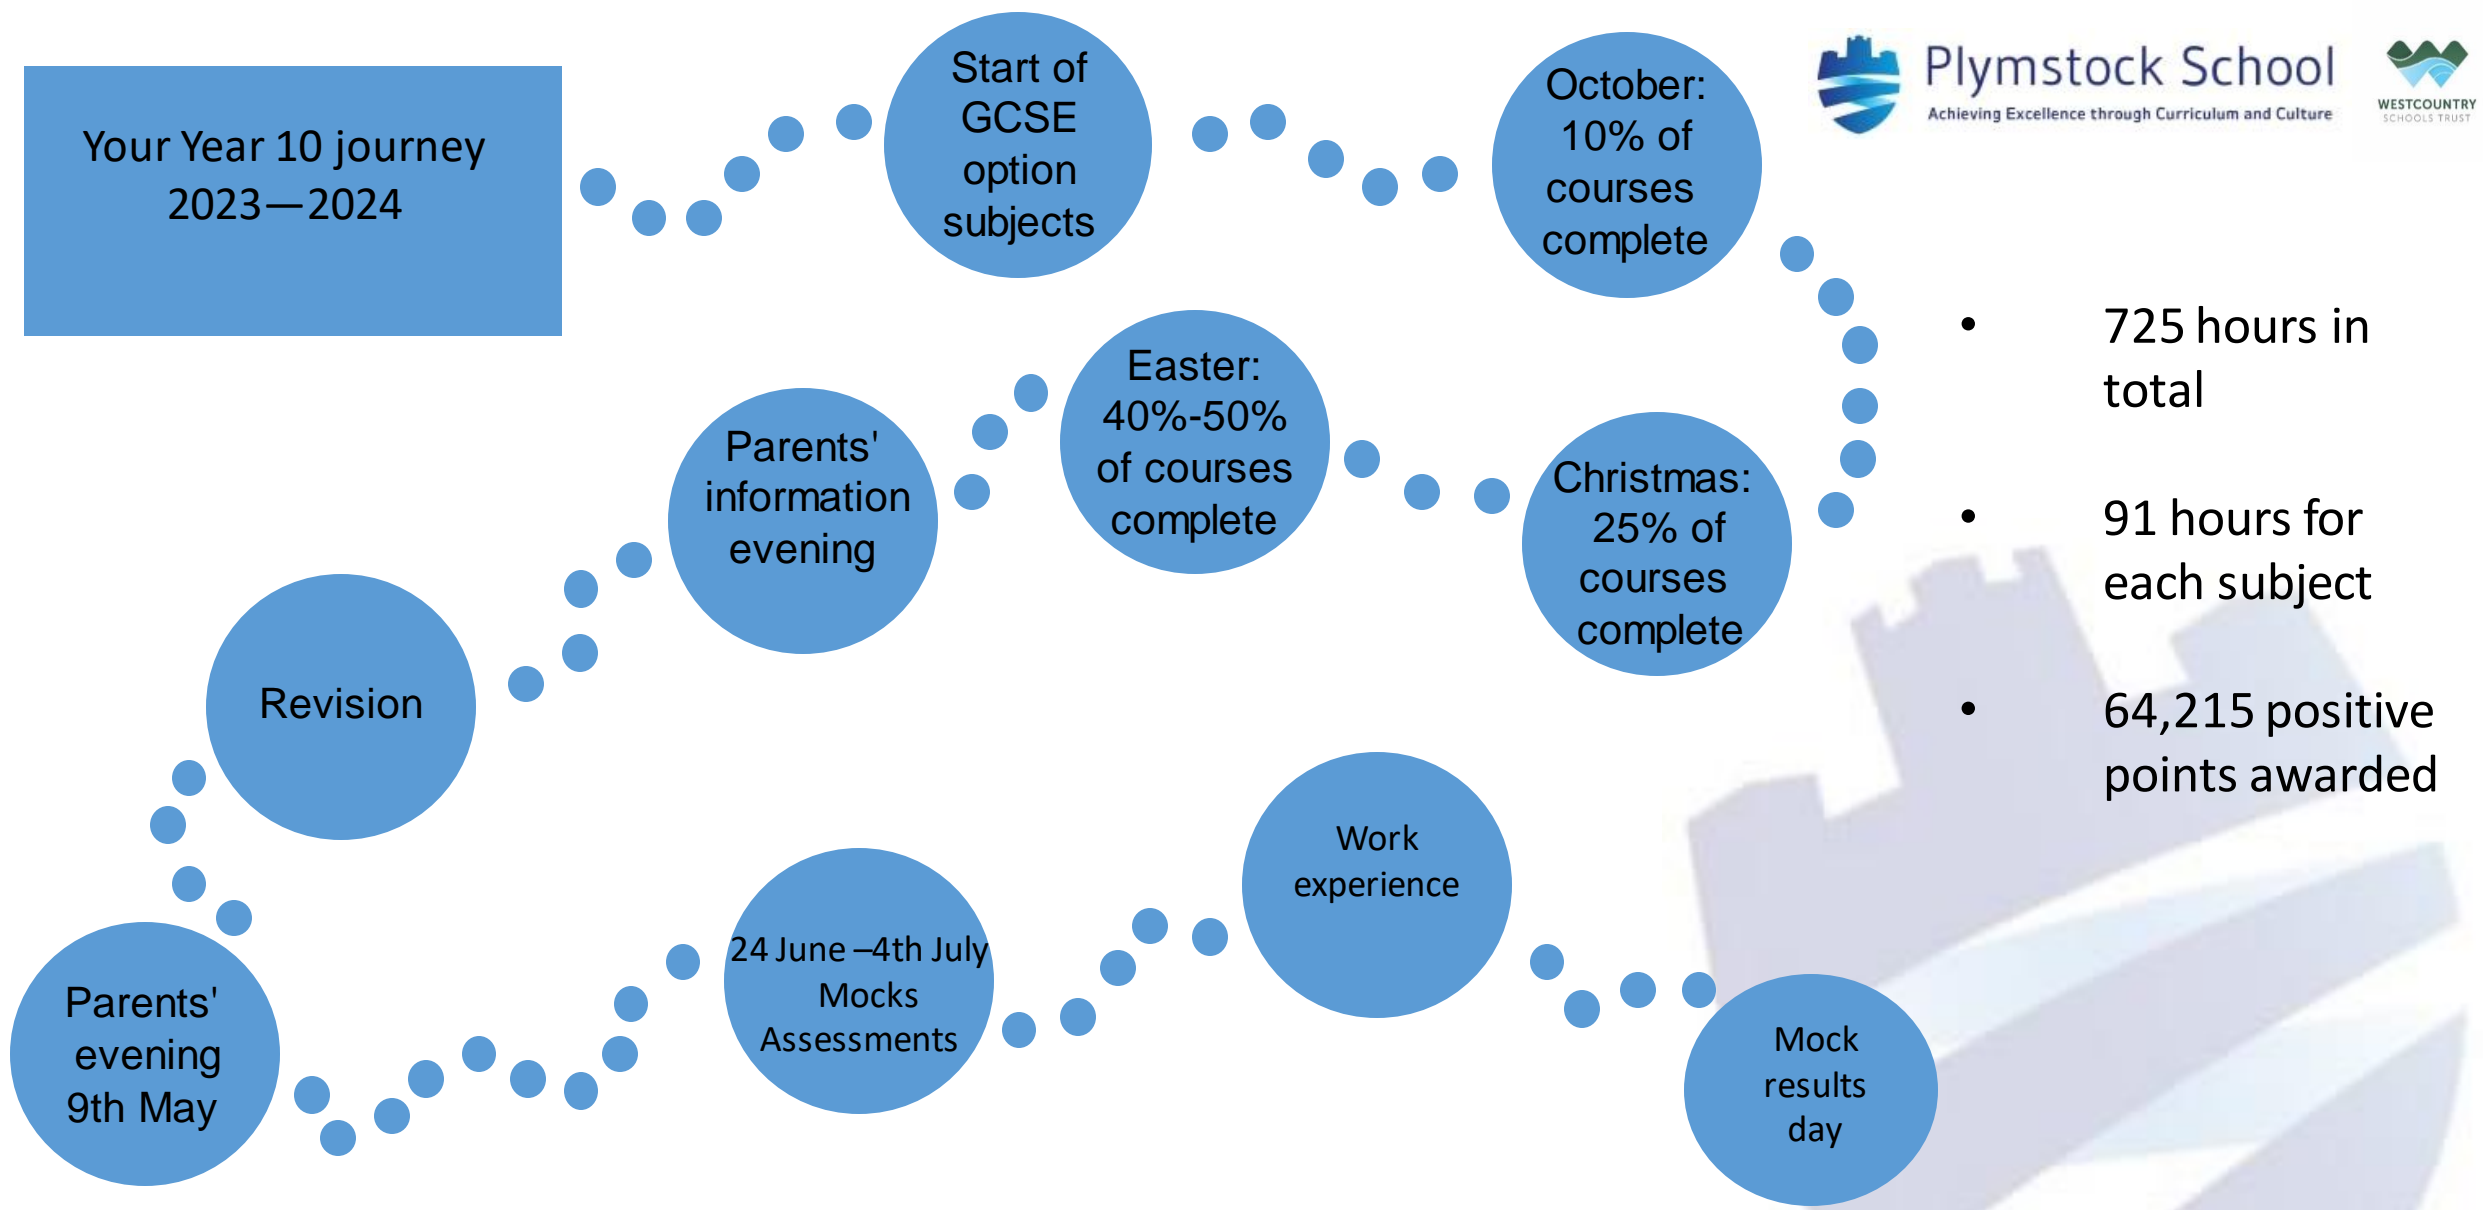 Your Year 10 journey
2023—2024
Start of
GCSE
option
subjects
October:
10% of
courses
complete
Plymstock School
Achieving Excellence through Curriculum and Culture
WESTCOUNTRY
SCHOOLS TRUST
Christmas:
25% of
courses
complete
Easter:
40%-50%
of courses
complete
Parents'
information
evening
Revision
Parents'
evening
9th May
24 June –4th July
Mocks
Assessments
Work
experience
Mock
results
day
• 725 hours in
total
• 91 hours for
each subject
• 64,215 positive
points awarded